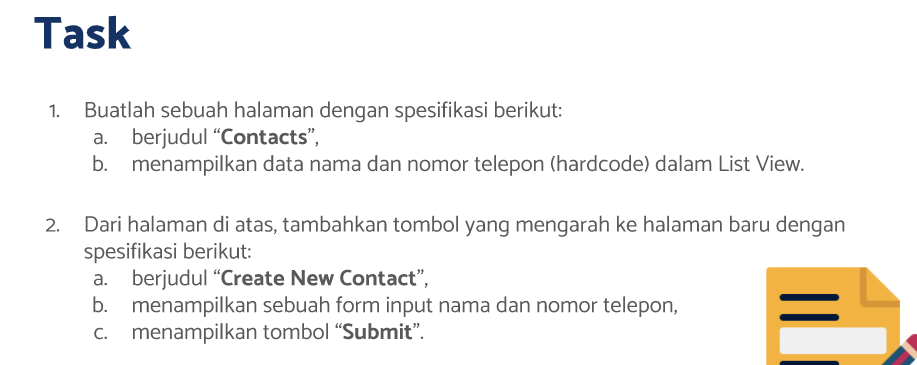 Task
1. Buatlah sebuah halaman dengan spesifikasi berikut:
a. berjudul “Contacts”,
b. menampilkan data nama dan nomor telepon (hardcode) dalam List View.
2. Dari halaman di atas, tambahkan tombol yang mengarah ke halaman baru dengan
spesifikasi berikut:
a. berjudul “Create New Contact”,
b. menampilkan sebuah form input nama dan nomor telepon,
c. menampilkan tombol “Submit”.